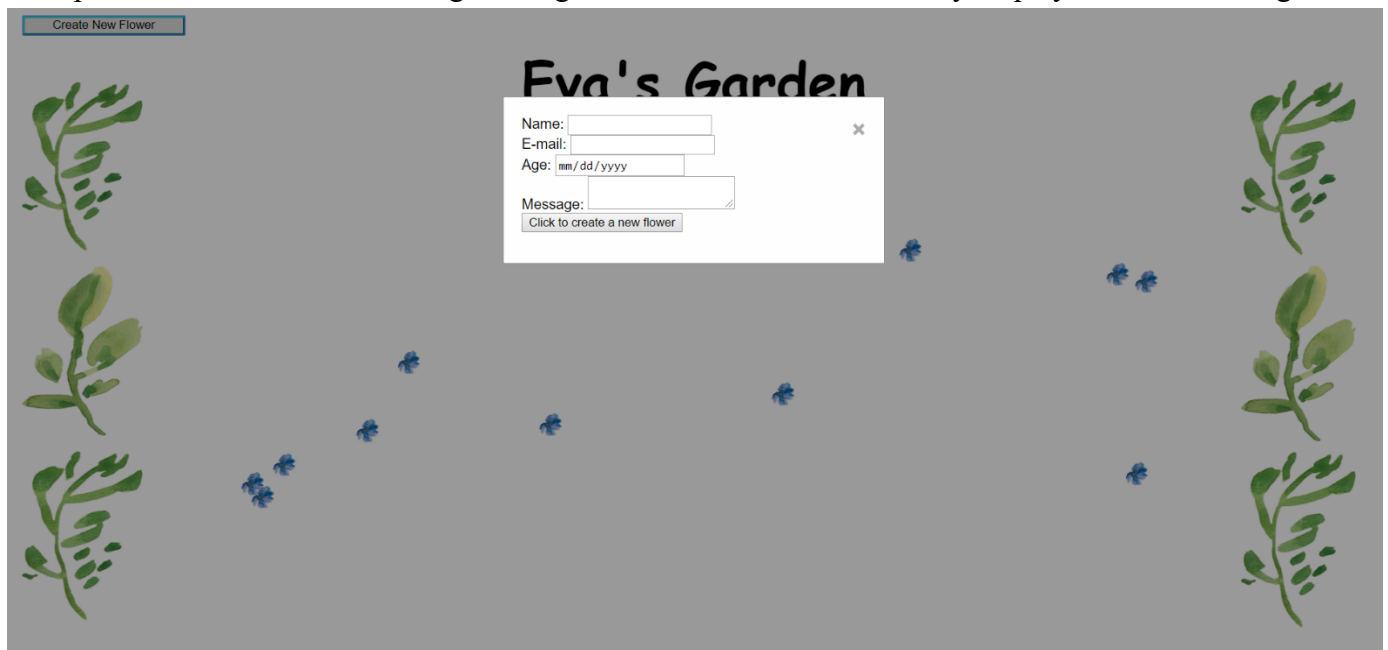 Create New Flower
Eva's Garden
Name:
E-mail:
Age: mm/dd/yyyy
Message:
Click to create a new flower